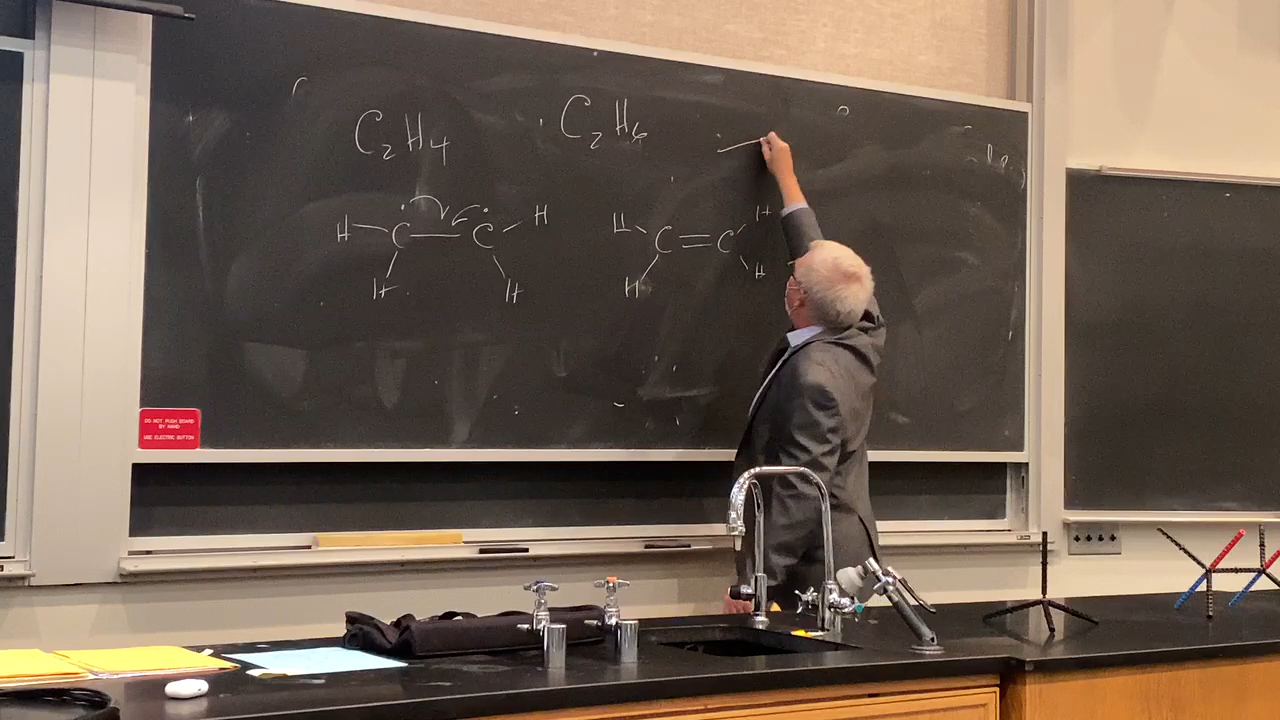 C2H4 C2H6
H C C H H C C H
H H H H
DO NOT PUSH BOARD
BY HAND
USE ELECTRIC BUTTON